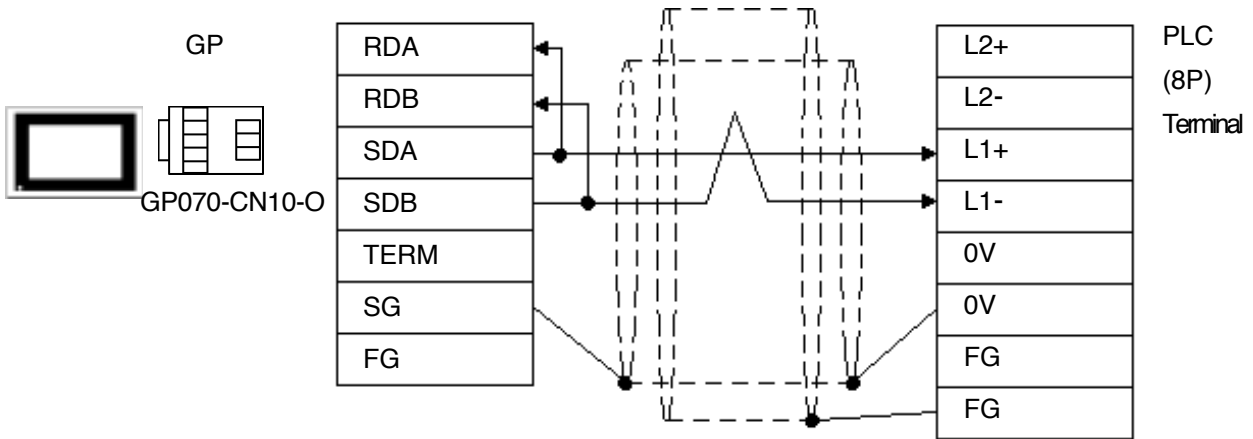 GP
GP070-CN10-O
RDA
RDB
SDA
SDB
TERM
SG
FG
L2+
L2-
L1+
L1-
0V
0V
FG
FG
PLC
(8P)
Terminal